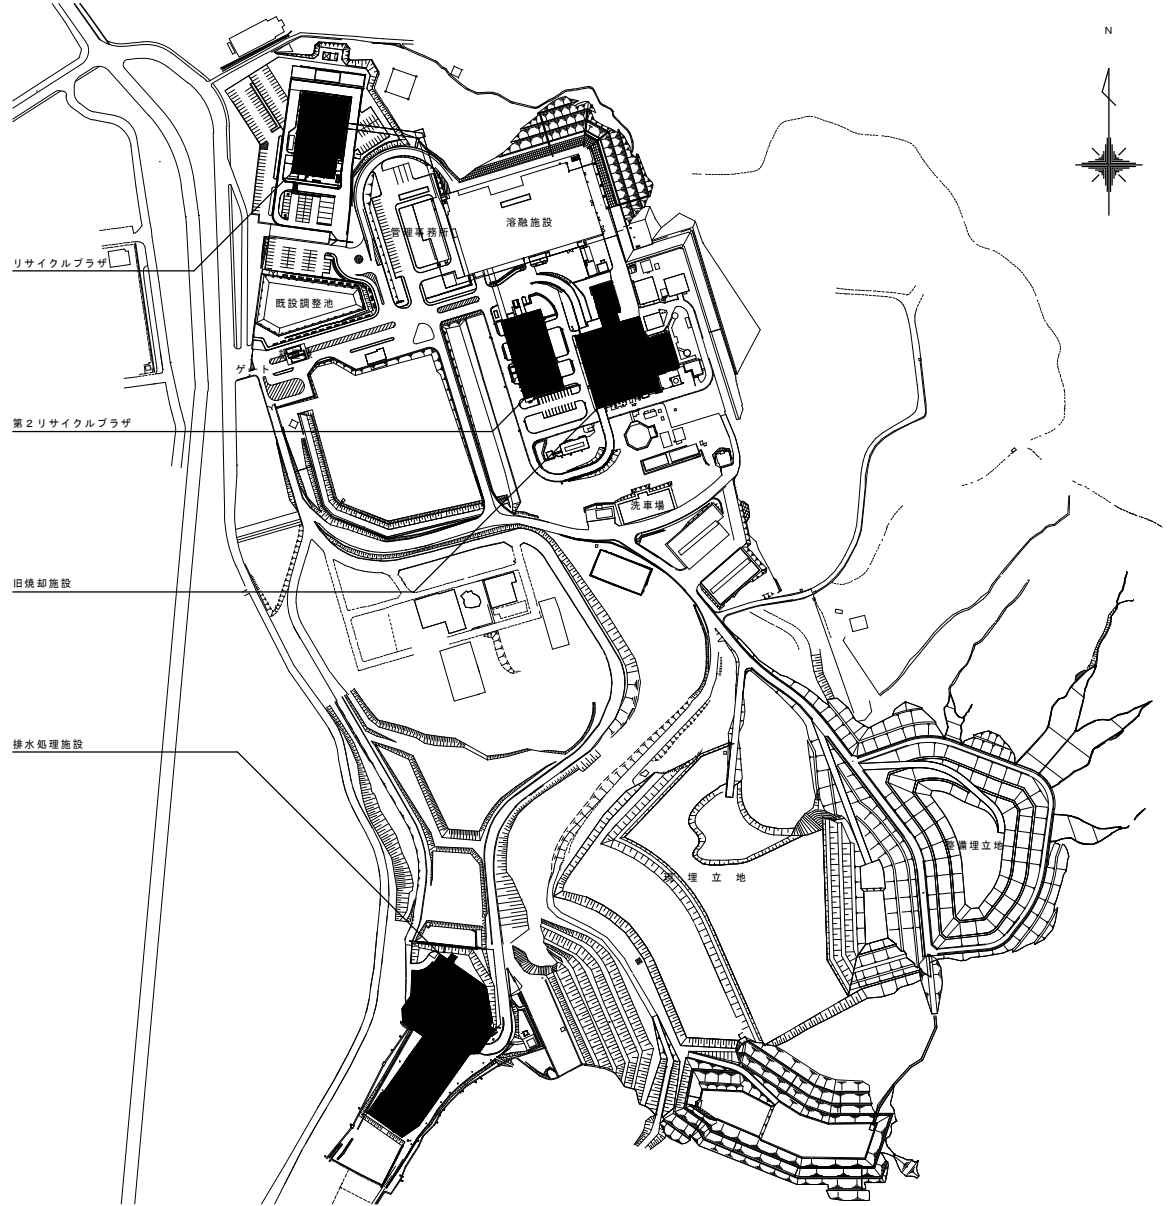 N
溶融施設
管理事務所
リサイクルプラザ
既設調整池
ゲート
第２リサイクルプラザ
洗車場
旧焼却施設
排水処理施設
整備埋立地
埋 立 地